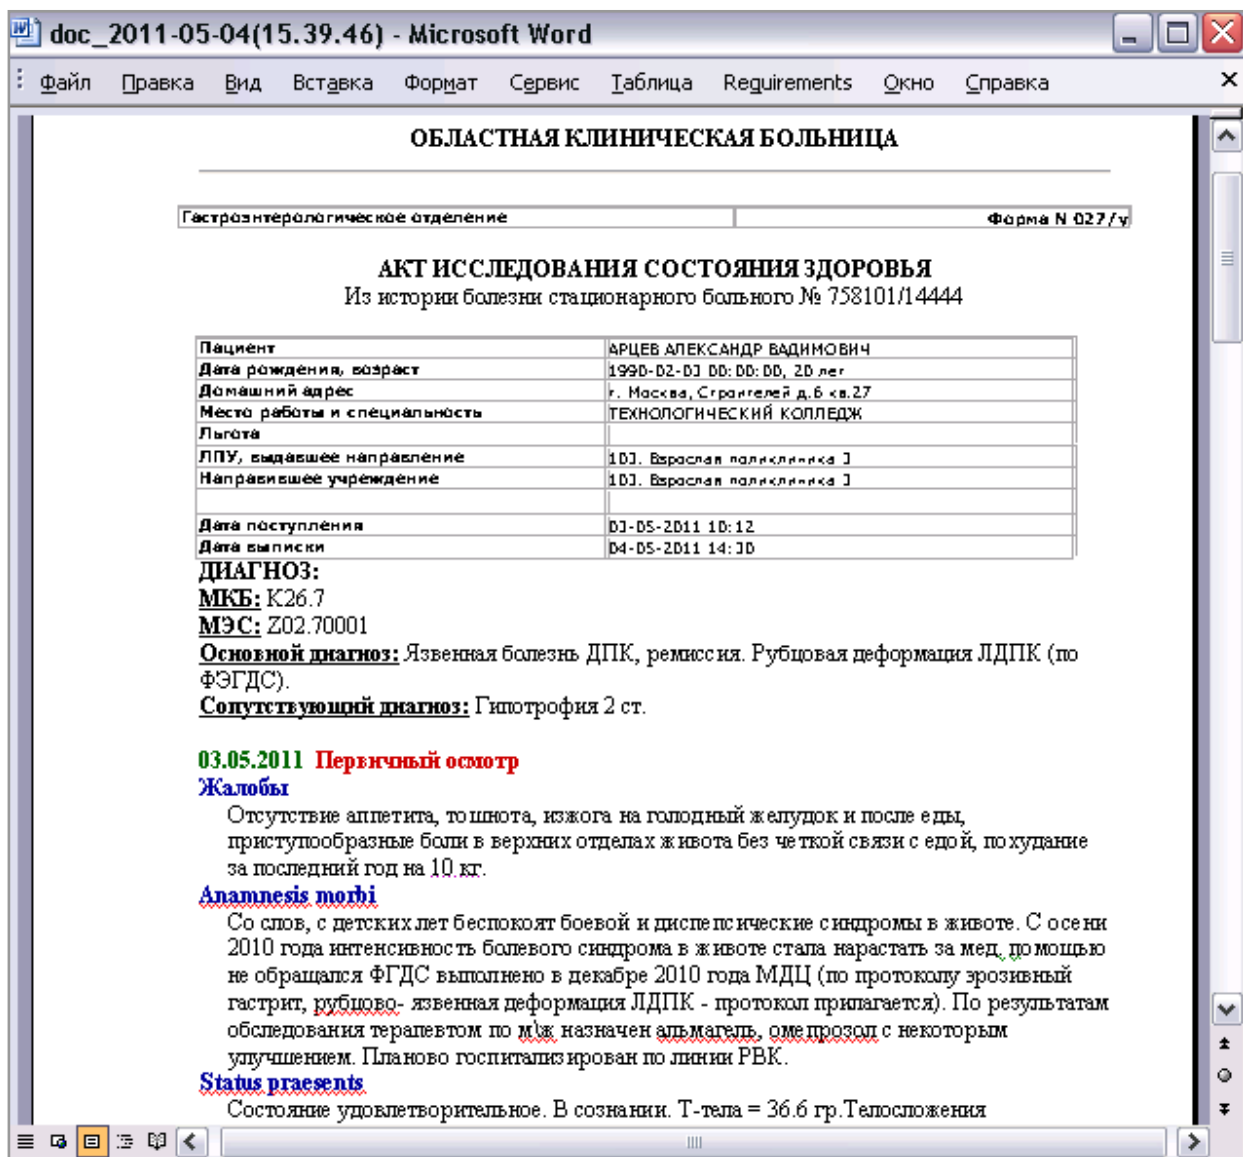 doc_2011-05-04(15.39.46) - Microsoft Word
Файл Правка Вид Вставка Формат Сервис Таблица Reguirements Окно Справка
ОБЛАСТНАЯ КЛИНИЧЕСКАЯ БОЛЬНИЦА
Гастроэнтерологическое отделение Форма N 027/у
АКТ ИССЛЕДОВАНИЯ СОСТОЯНИЯ ЗДОРОВЬЯ
Из истории болезни стационарного больного № 758101/14444
Пациент АРЦЕВ АЛЕКСАНДР ВАДИМОВИЧ
Дата рождения, возраст 1990-02-03 00:00:00, 20 лет
Домашний адрес г. Москва, Строителей д.6 кв.27
Место работы и специальность ТЕХНОЛОГИЧЕСКИЙ КОЛЛЕДЖ
Льгота
ЛПУ, выдавшее направление 103. Взрослая поликлиника 3
Направившее учреждение 103. Взрослая поликлиника 3
Дата поступления 03-05-2011 10:12
Дата выписки 04-05-2011 14:30
ДИАГНОЗ:
МКБ: К26.7
МЭС: Z02.70001
Основной диагноз: Язвенная болезнь ДПК, ремиссия. Рубцовая деформация ЛДПК (по
ФЭГДС).
Сопутствующий диагноз: Гипотрофия 2 ст.
03.05.2011 Первичный осмотр
Жалобы
Отсутствие аппетита, тошнота, изжога на голодный желудок и после еды,
приступообразные боли в верхних отделах живота без четкой связи с едой, похудание
за последний год на 10 кг.
Anamnesis morbi
Со слов, с детских лет беспокоят боевой и диспепсические синдромы в животе. С осени
2010 года интенсивность болевого синдрома в животе стала нарастать за мед, помощью
не обращался ФГДС выполнено в декабре 2010 года МДЦ (по протоколу эрозивный
гастрит, рубцово- язвенная деформация ЛДПК - протокол прилагается). По результатам
обследования терапевтом по м\ж назначен альмагель, омепрозол с некоторым
улучшением. Планово госпитализирован по линии РВК.
Status praesents
Состояние удовлетворительное. В сознании. Т-тела = 36.6 гр.Телосложения